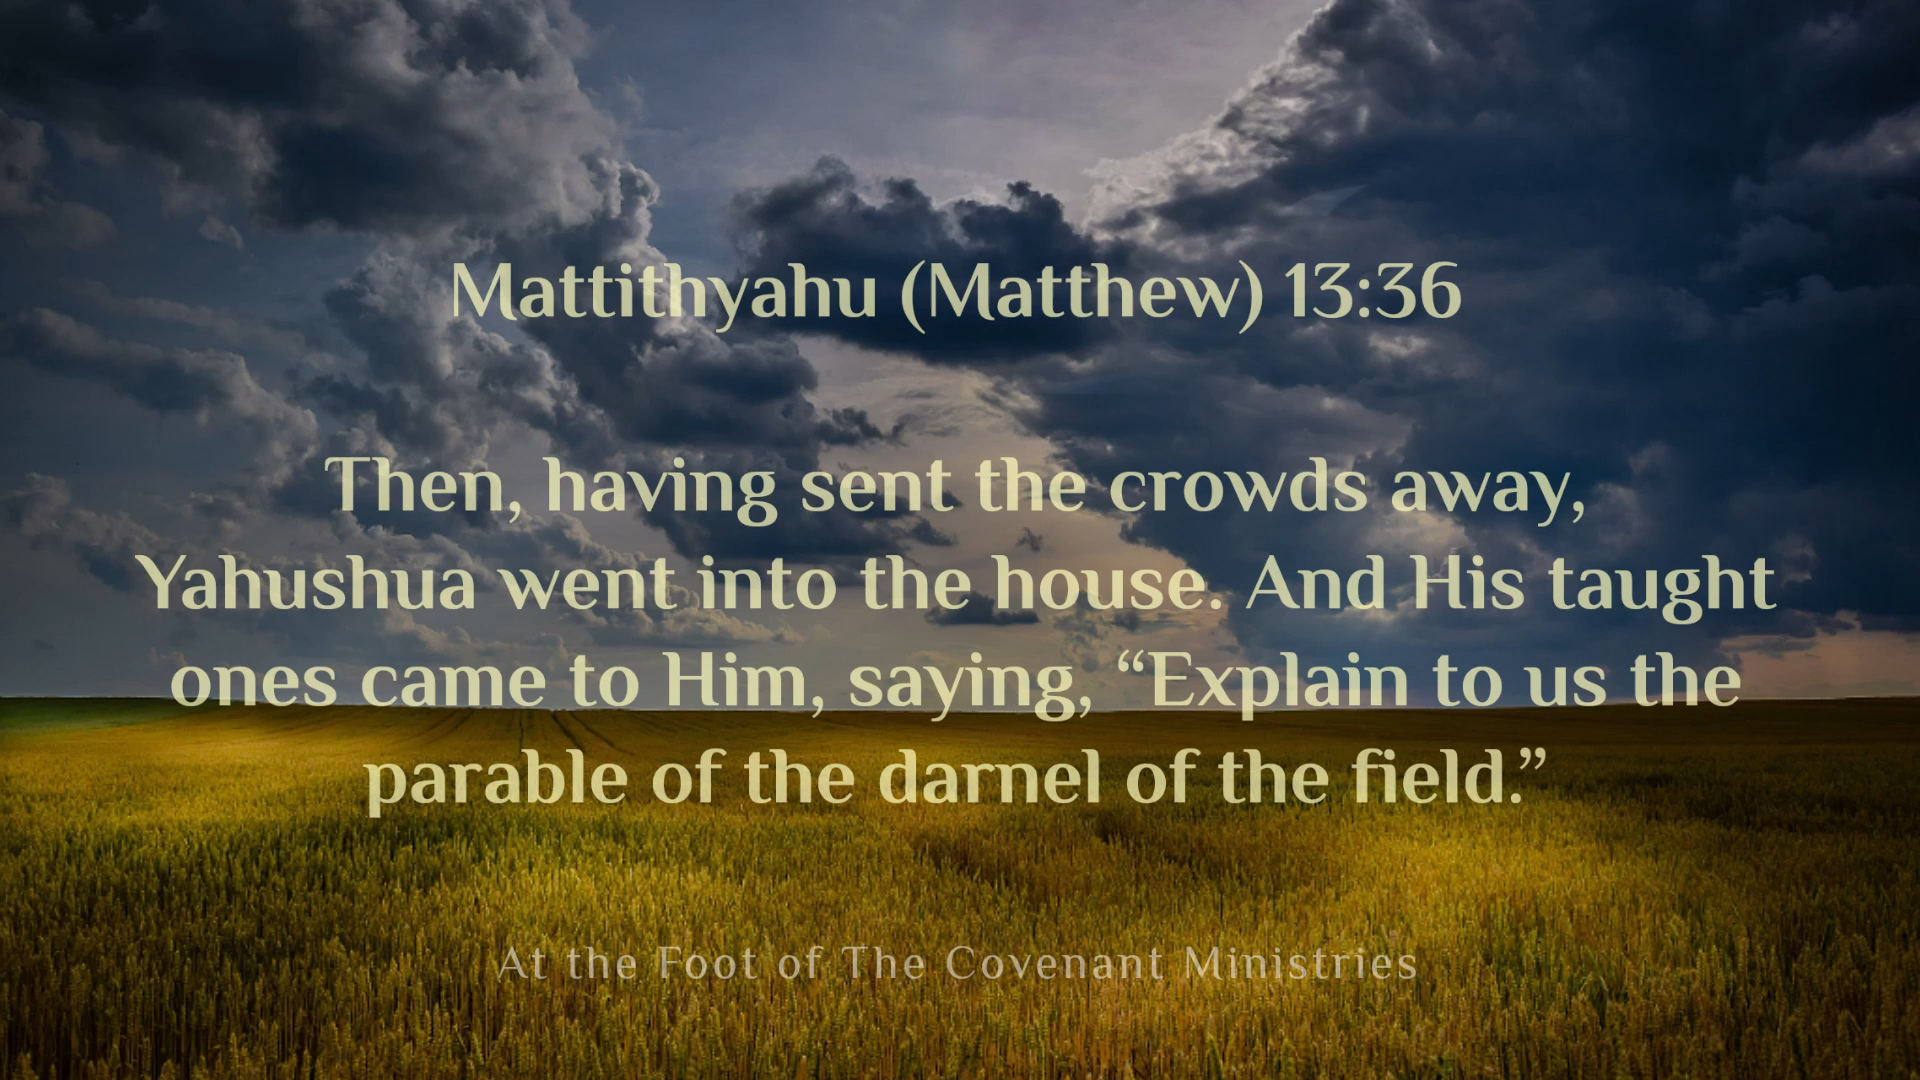 Mattithyahu (Matthew) 13:36
Then, having sent the crowds away,
Yahushua went into the house. And His taught
ones came to Him, saying, “Explain to us the
parable of the darnel of the field.”
At the Foot of The Covenant Ministries